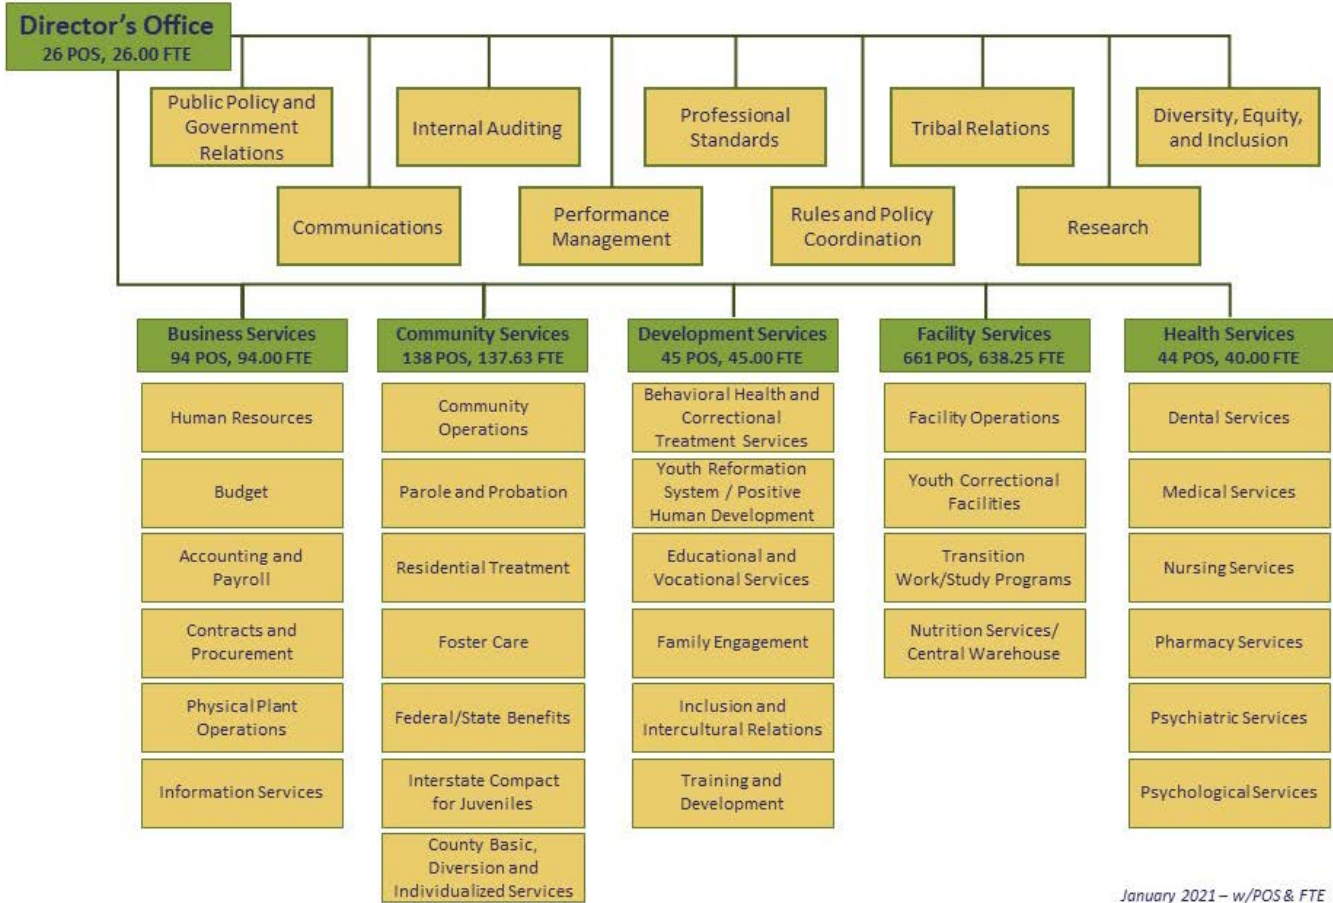 Director's Office
26 POS, 26.00 FTE
Public Policy and
Government
Relations
Internal Auditing
Professional
Standards
Tribal Relations
Diversity, Equity,
and Inclusion
Communications
Performance
Management
Rules and Policy
Coordination
Research
Business Services
94 POS, 94.00 FTE
Human Resources
Budget
Accounting and
Payroll
Contracts and
Procurement
Physical Plant
Operations
Information Services
Community Services
138 POS, 137.63 FTE
Community
Operations
Parole and Probation
Residential Treatment
Foster Care
Federal/State Benefits
Interstate Compact
for Juveniles
County Basic,
Diversion and
Individualized Services
Development Services
45 POS, 45.00 FTE
Behavioral Health and
Correctional
Treatment Services
Youth Reformation
System / Positive
Human Development
Educational and
Vocational Services
Family Engagement
Inclusion and
Intercultural Relations
Training and
Development
Facility Services
661 POS, 638.25 FTE
Facility Operations
Youth Correctional
Facilities
Transition
Work/Study Programs
Nutrition Services/
Central Warehouse
Health Services
44 POS, 40.00 FTE
Dental Services
Medical Services
Nursing Services
Pharmacy Services
Psychiatric Services
Psychological Services
January 2021 – w/POS & FTE